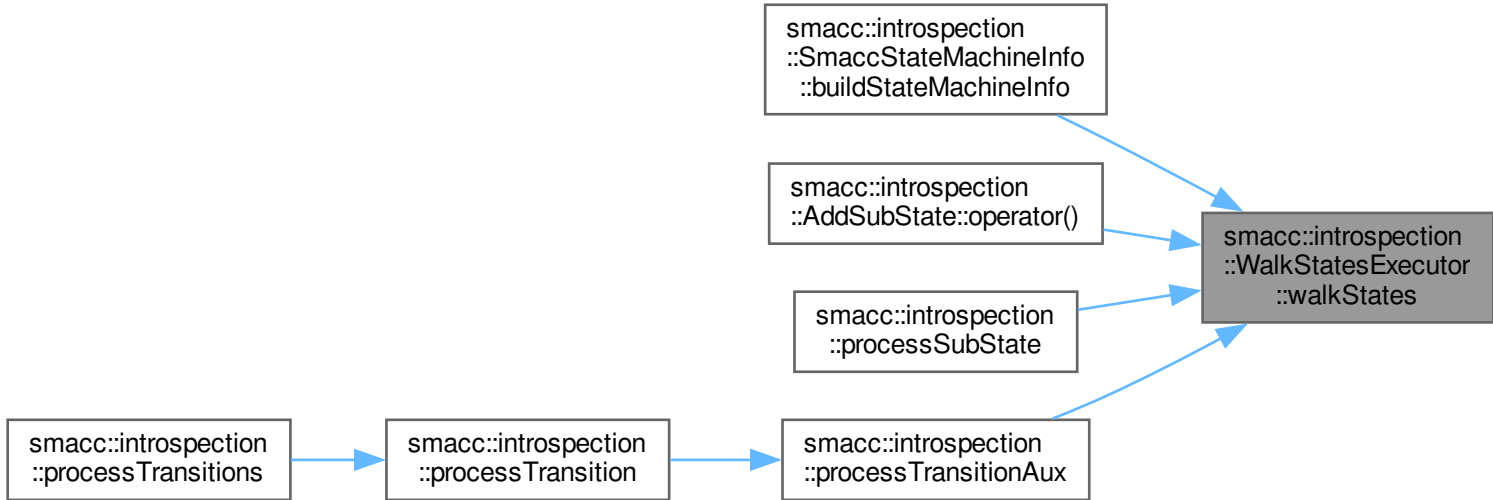 smacc::introspection
::SmaccStateMachineInfo
::buildStateMachineInfo
smacc::introspection
::AddSubState::operator()
smacc::introspection
::WalkStatesExecutor
::walkStates
smacc::introspection
::processSubState
smacc::introspection
::processTransitions
smacc::introspection
::processTransition
smacc::introspection
::processTransitionAux